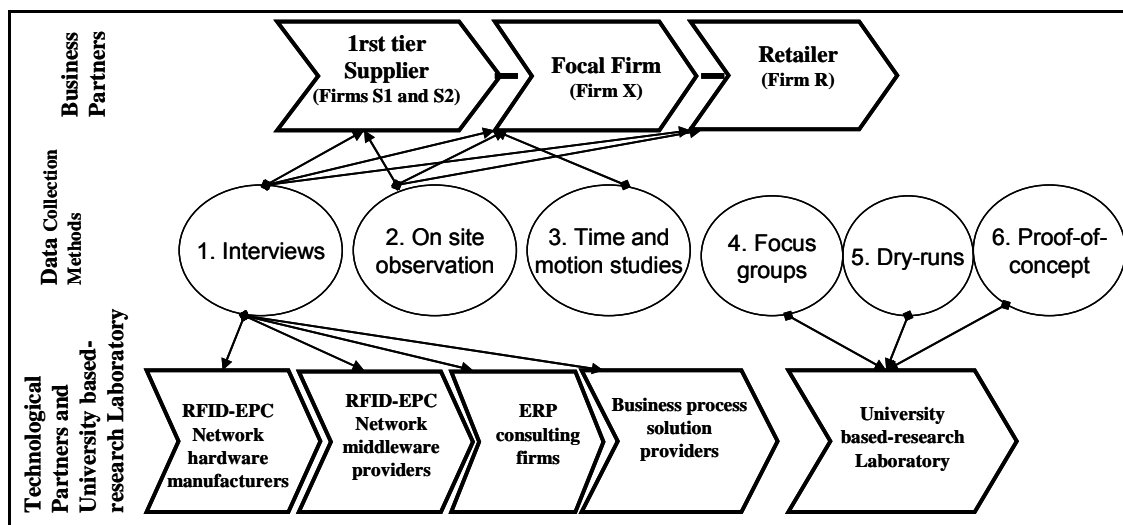 Business
Partners
1rst tier
Supplier
(Firms S1 and S2)
Focal Firm
(Firm X)
Retailer
(Firm R)
Data Collection
Methods
1. Interviews
2. On site
observation
3. Time and
motion studies
4. Focus
groups
5. Dry-runs
6. Proof-of-
concept
Technological
Partners and
University based-
research Laboratory
RFID-EPC
Network
hardware
manufacturers
RFID-EPC
Network
middleware
providers
ERP
consulting
firms
Business process
solution
providers
University
based-research
Laboratory